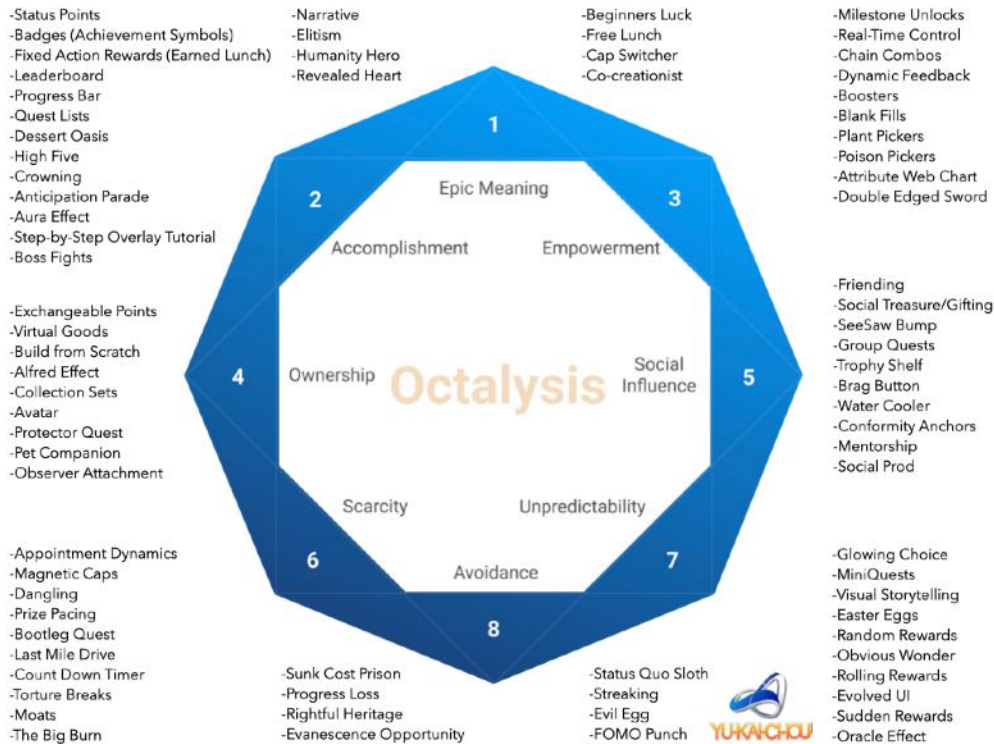 -Status Points
-Badges (Achievement Symbols)
-Fixed Action Rewards (Earned Lunch)
-Leaderboard
-Progress Bar
-Quest Lists
-Dessert Oasis
-High Five
-Crowning
-Anticipation Parade
-Aura Effect
-Step-by-Step Overlay Tutorial
-Boss Fights
-Narrative
-Elitism
-Humanity Hero
-Revealed Heart
-Beginners Luck
-Free Lunch
-Cap Switcher
-Co-creationist
-Milestone Unlocks
-Real-Time Control
-Chain Combos
-Dynamic Feedback
-Boosters
-Blank Fills
-Plant Pickers
-Poison Pickers
-Attribute Web Chart
-Double Edged Sword
1
Epic Meaning
2
Accomplishment
3
Empowerment
-Exchangeable Points
-Virtual Goods
-Build from Scratch
-Alfred Effect
-Collection Sets
-Avatar
-Protector Quest
-Pet Companion
-Observer Attachment
4
Ownership
Octalysis
Social
Influence
5
-Friending
-Social Treasure/Gifting
-SeeSaw Bump
-Group Quests
-Trophy Shelf
-Brag Button
-Water Cooler
-Conformity Anchors
-Mentorship
-Social Prod
Scarcity
6
Unpredictability
7
Avoidance
8
-Appointment Dynamics
-Magnetic Caps
-Dangling
-Prize Pacing
-Bootleg Quest
-Last Mile Drive
-Count Down Timer
-Torture Breaks
-Moats
-The Big Burn
-Sunk Cost Prison
-Progress Loss
-Rightful Heritage
-Evanescence Opportunity
-Status Quo Sloth
-Streaking
-Evil Egg
-FOMO Punch
YU-KAI-CHOU
-Glowing Choice
-MiniQuests
-Visual Storytelling
-Easter Eggs
-Random Rewards
-Obvious Wonder
-Rolling Rewards
-Evolved UI
-Sudden Rewards
-Oracle Effect